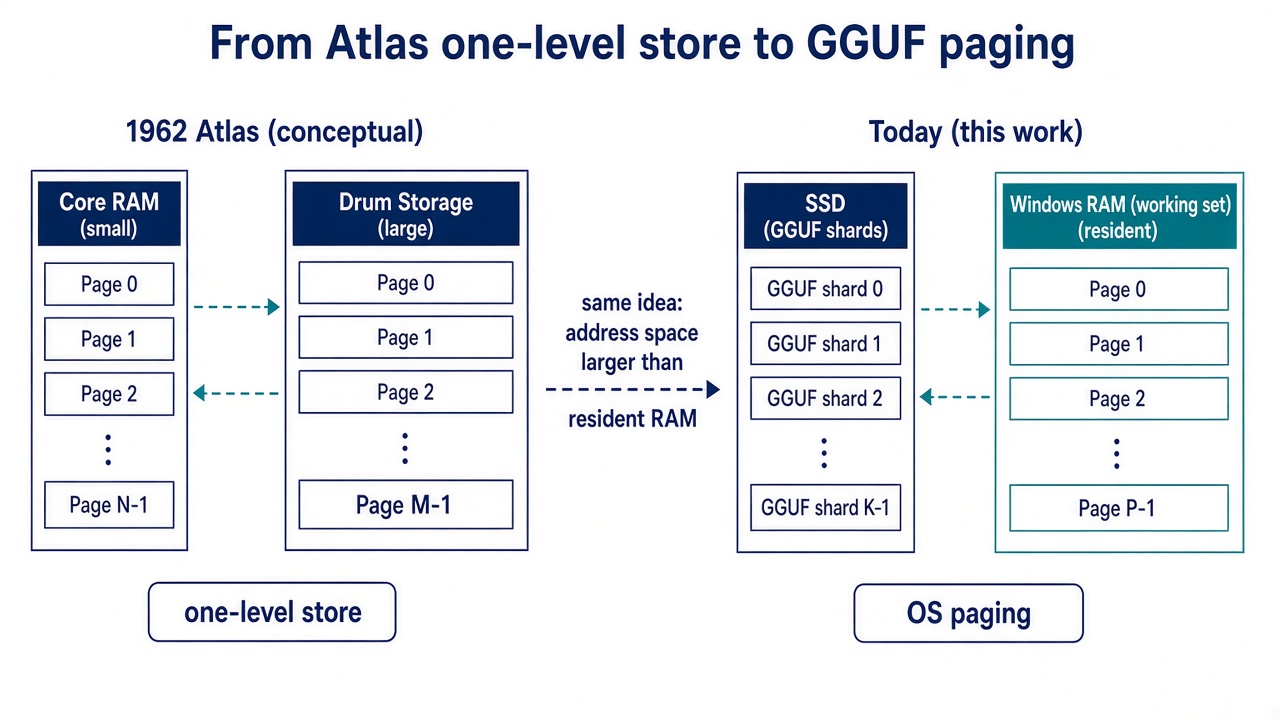 From Atlas one-level store to GGUF paging
1962 Atlas (conceptual)
Core RAM
(small)
Page 0
Page 1
Page 2
Page N-1
Drum Storage
(large)
Page 0
Page 1
Page 2
Page M-1
one-level store
same idea:
address space
larger than
resident RAM
Today (this work)
SSD
(GGUF shards)
GGUF shard 0
GGUF shard 1
GGUF shard 2
GGUF shard K-1
Windows RAM (working set)
(resident)
Page 0
Page 1
Page 2
Page P-1
OS paging